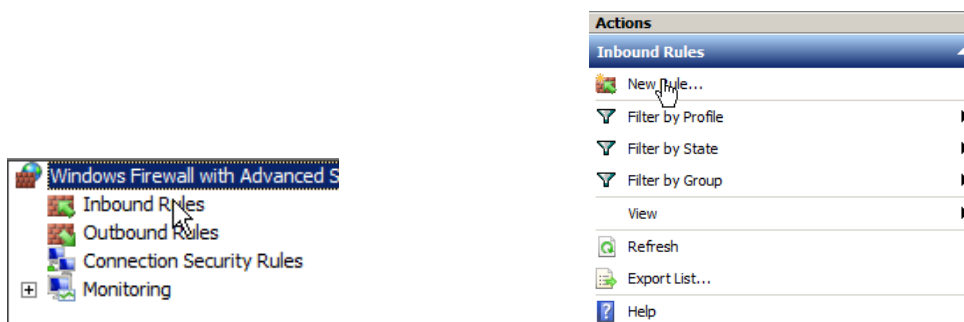 Windows Firewall with Advanced S
Inbound Rules
Outbound Rules
Connection Security Rules
Monitoring
Actions
Inbound Rules
New Rule...
Filter by Profile
Filter by State
Filter by Group
View
Refresh
Export List...
Help